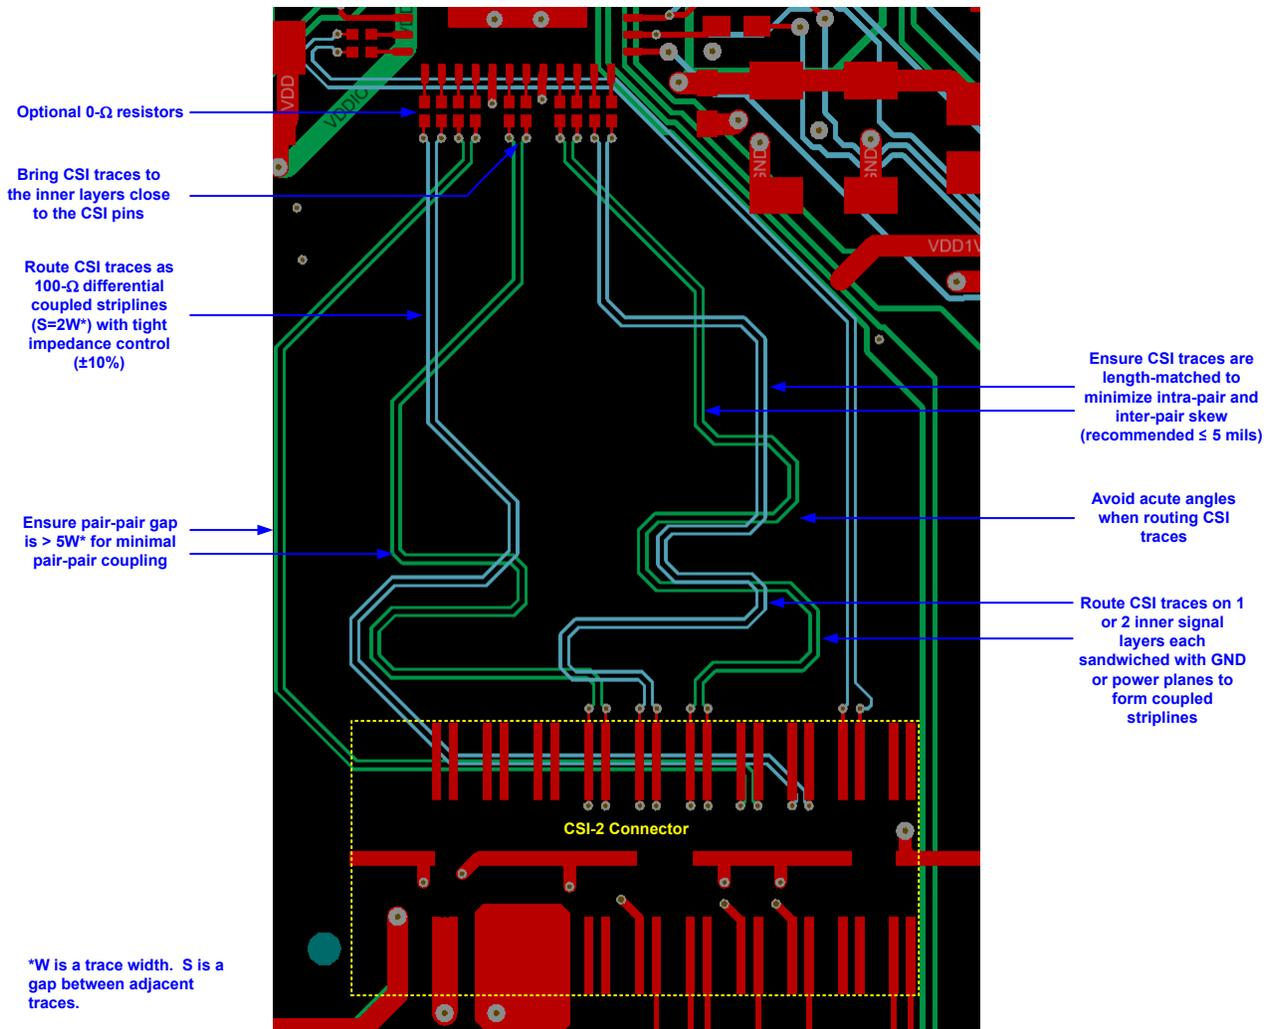 VDD
VDDIO
GND
GND
VDD1V
Optional 0-Ω resistors
Bring CSI traces to
the inner layers close
to the CSI pins
Route CSI traces as
100-Ω differential
coupled striplines
(S=2W*) with tight
impedance control
(±10%)
Ensure pair-pair gap
is > 5W* for minimal
pair-pair coupling
Ensure CSI traces are
length-matched to
minimize intra-pair and
inter-pair skew
(recommended ≤ 5 mils)
Avoid acute angles
when routing CSI
traces
Route CSI traces on 1
or 2 inner signal
layers each
sandwiched with GND
or power planes to
form coupled
striplines
CSI-2 Connector
*W is a trace width.  S is a
gap between adjacent
traces.